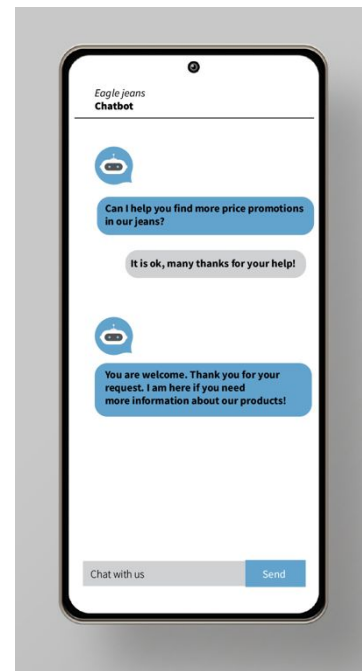 Eagle jeans
Chatbot
Can I help you find more price promotions
in our jeans?
It is ok, many thanks for your help!
You are welcome. Thank you for your
request. I am here if you need
more information about our products!
Chat with us
Send